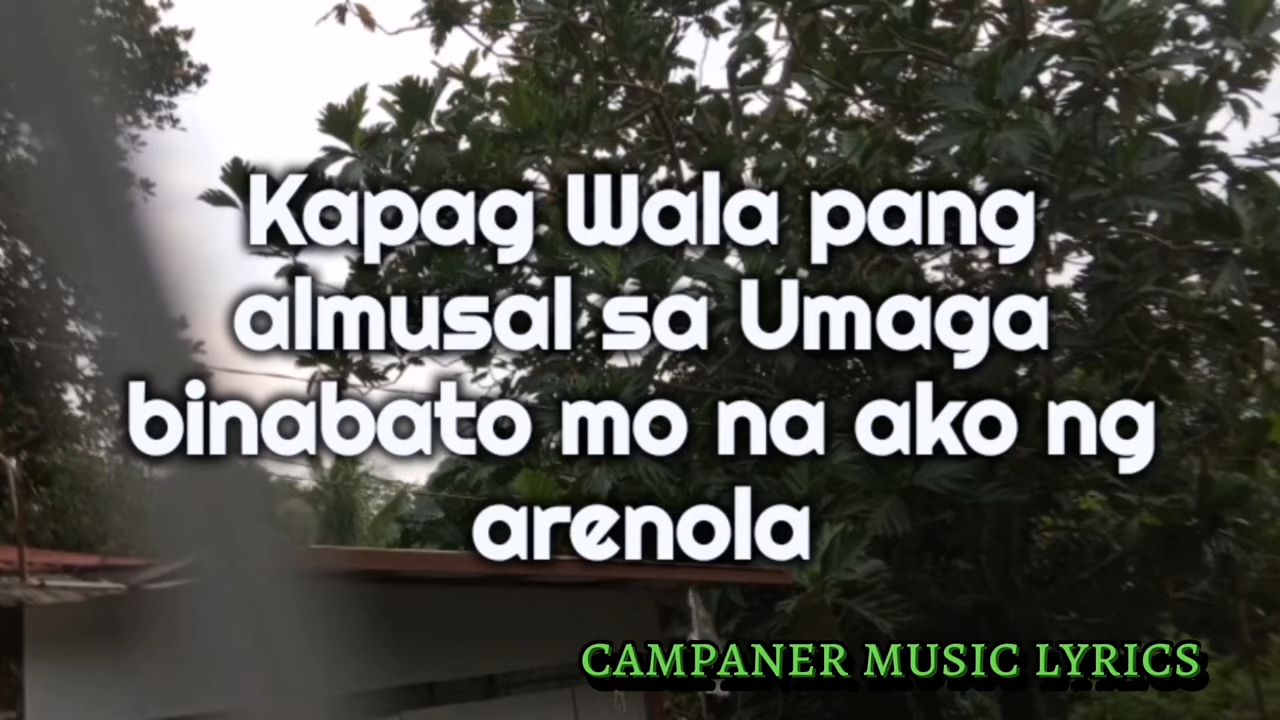 Kapag Wala pang
almusal sa Umaga
binabato mo na ako ng
arenola
CAMPANER MUSIC LYRICS